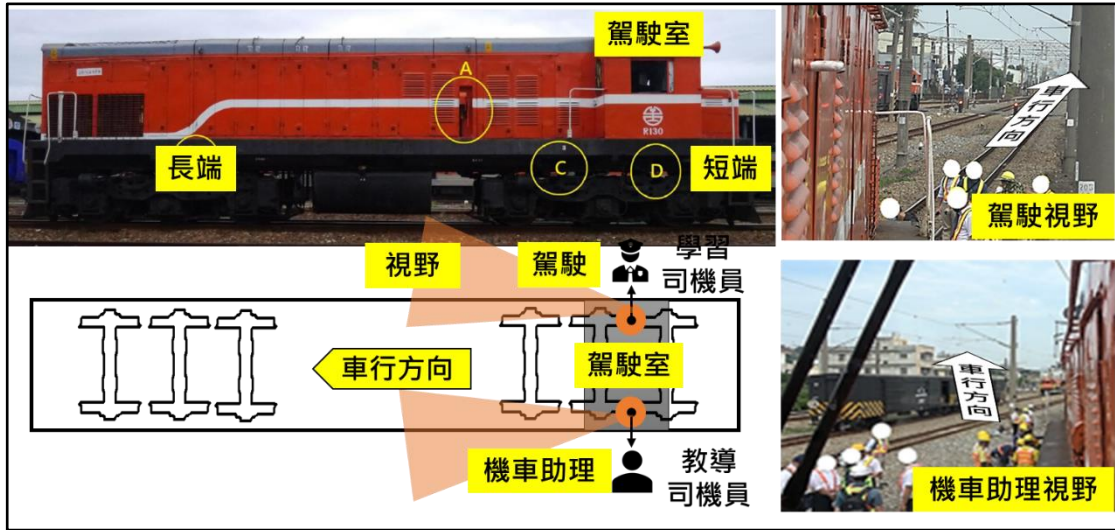 駕駛室
A
R130
長端
C
D
短端
車行方向
駕駛視野
視野
駕駛
學習
司機員
車行方向
駕駛室
機車助理
教導
司機員
車行方向
機車助理視野